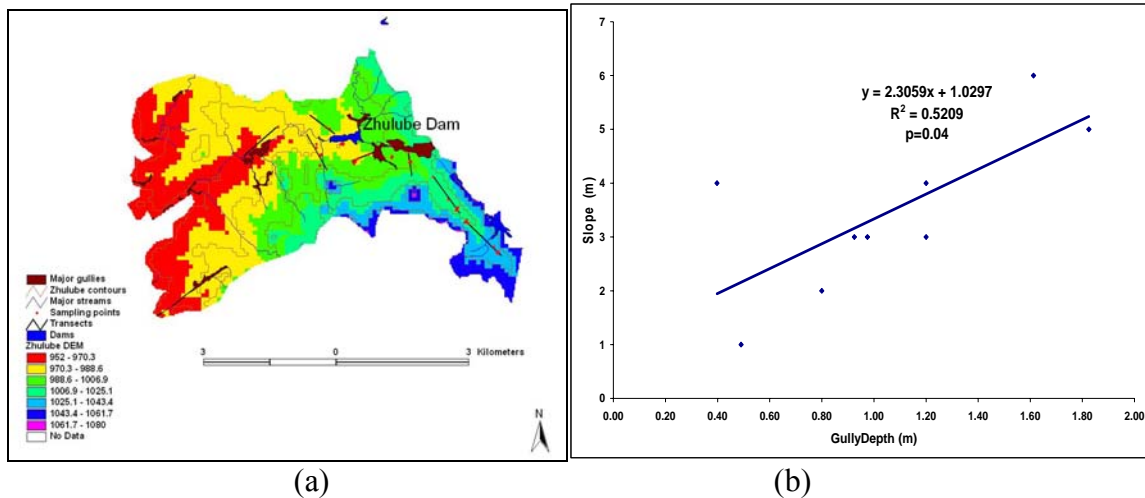 Zhulube Dam
Major gullies
Zhulube contours
Major streams
Sampling points
Transects
Dams
Zhulube DEM
952 - 970.3
970.3 - 988.6
988.6 - 1006.9
1006.9 - 1025.1
1025.1 - 1043.4
1043.4 - 1061.7
1061.7 - 1080
No Data
3 0 3 Kilometers
N
(a)
7
6
5
4
3
2
1
0.00 0.20 0.40 0.60 0.80 1.00 1.20 1.40 1.60 1.80 2.00
Slope (m)
GullyDepth (m)
y = 2.3059x + 1.0297
R² = 0.5209
p=0.04
(b)